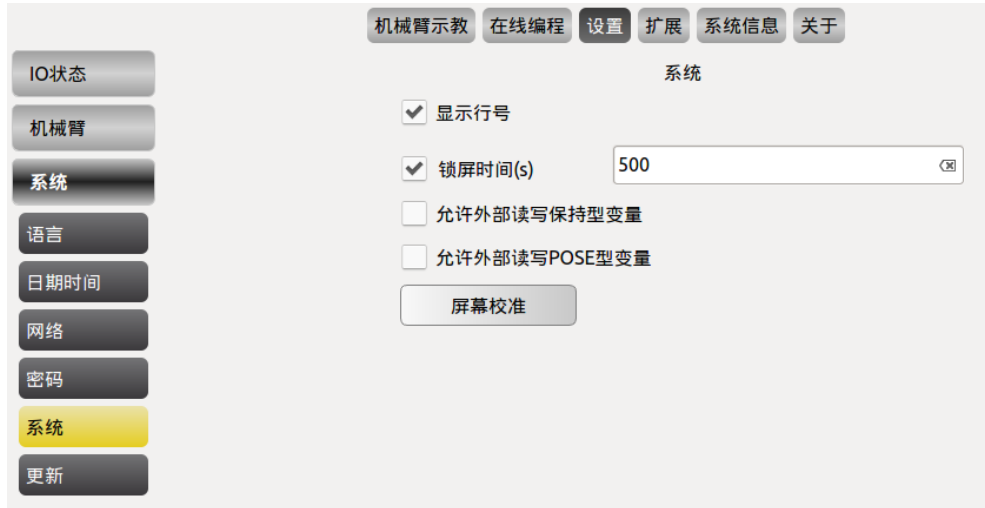 机械臂示教 在线编程 设置 扩展 系统信息 关于
IO状态
机械臂
系统
语言
日期时间
网络
密码
系统
更新
系统
显示行号
锁屏时间(s) 500
允许外部读写保持型变量
允许外部读写POSE型变量
屏幕校准